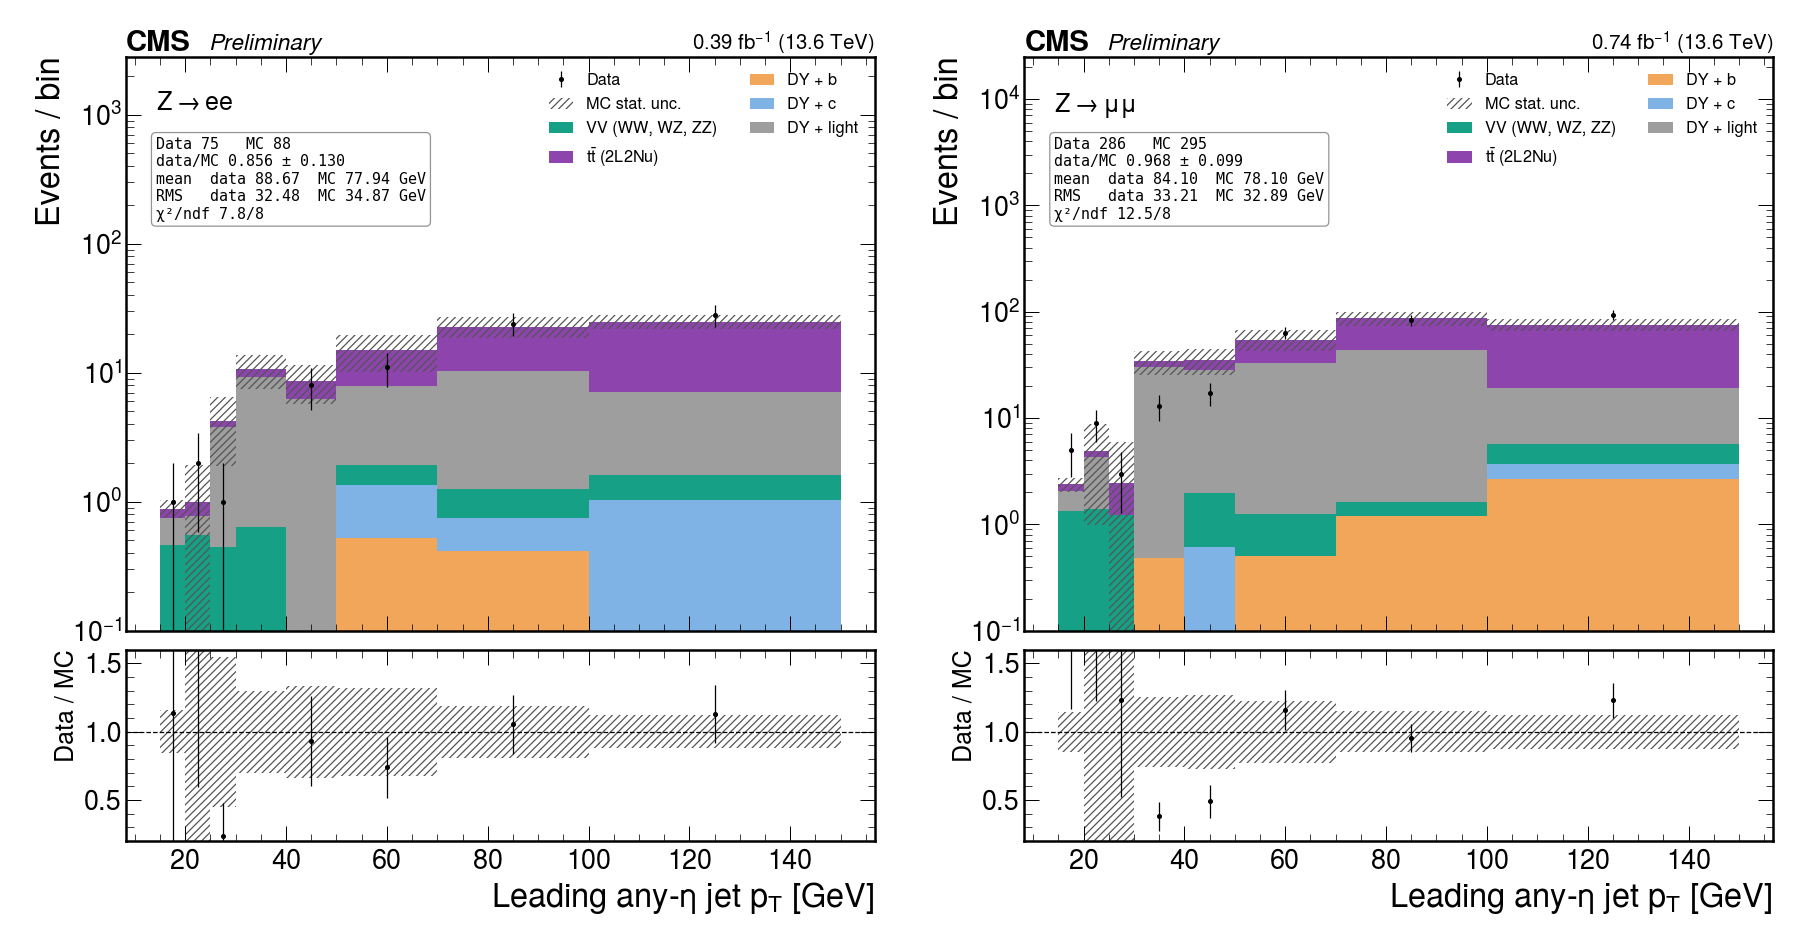 CMS Preliminary 0.39 fb⁻¹ (13.6 TeV)
Events / bin
Z → ee
Data 75 MC 88
data/MC 0.856 ± 0.130
mean data 88.67 MC 77.94 GeV
RMS data 32.48 MC 34.87 GeV
χ²/ndf 7.8/8
Data
MC stat. unc.
VV (WW, WZ, ZZ)
tt̄ (2L2Nu)
DY + b
DY + c
DY + light
10³
10²
10¹
10⁰
10⁻¹
Data / MC
1.5
1.0
0.5
20 40 60 80 100 120 140
Leading any-η jet p_T [GeV]
CMS Preliminary 0.74 fb⁻¹ (13.6 TeV)
Events / bin
Z → μμ
Data 286 MC 295
data/MC 0.968 ± 0.099
mean data 84.10 MC 78.10 GeV
RMS data 33.21 MC 32.89 GeV
χ²/ndf 12.5/8
Data
MC stat. unc.
VV (WW, WZ, ZZ)
tt̄ (2L2Nu)
DY + b
DY + c
DY + light
10⁴
10³
10²
10¹
10⁰
10⁻¹
Data / MC
1.5
1.0
0.5
20 40 60 80 100 120 140
Leading any-η jet p_T [GeV]